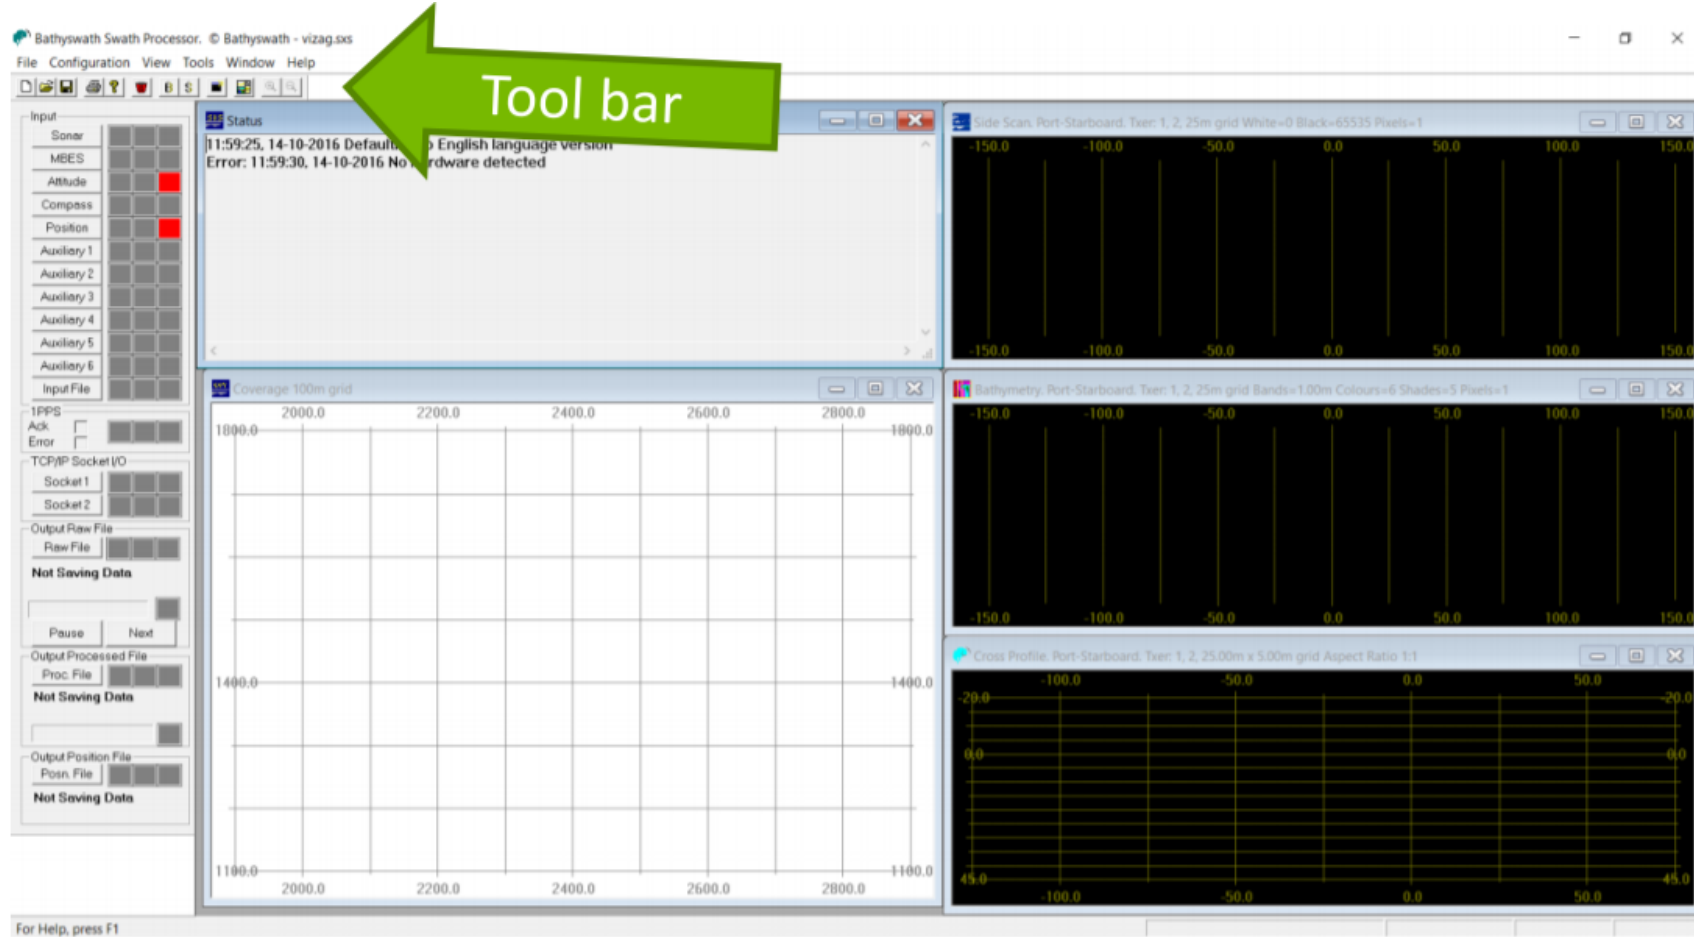 Bathyswath Swath Processor. © Bathyswath - vizag.sxs
File Configuration View Tools Window Help
Tool bar
B S
Input
Sonar
MBES
Attitude
Compass
Position
Auxiliary 1
Auxiliary 2
Auxiliary 3
Auxiliary 4
Auxiliary 5
Auxiliary 6
Input File
1PPS
Ack
Error
TCP/IP Socket I/O
Socket 1
Socket 2
Output Raw File
Raw File
Not Saving Data
Pause Next
Output Processed File
Proc. File
Not Saving Data
Output Position File
Posn. File
Not Saving Data
Status
11:59:25, 14-10-2016 English language version
Error: 11:59:30, 14-10-2016 No detected
Coverage 100m grid
2000.0 2200.0 2400.0 2600.0 2800.0
1800.0 1800.0
1400.0 1400.0
1100.0 1100.0
2000.0 2200.0 2400.0 2600.0 2800.0
Side Scan. Port-Starboard. Txer: 1, 2, 25m grid White=0 Black=65535 Pixels=1
-150.0 -100.0 -50.0 0.0 50.0 100.0 150.0
-150.0 -100.0 -50.0 0.0 50.0 100.0 150.0
Bathymetry. Port-Starboard. Txer: 1, 2, 25m grid Bands=1.00m Colours=6 Shades=5 Pixels=1
-150.0 -100.0 -50.0 0.0 50.0 100.0 150.0
-150.0 -100.0 -50.0 0.0 50.0 100.0 150.0
Cross Profile. Port-Starboard. Txer: 1, 2, 25.00m x 5.00m grid Aspect Ratio 1:1
-100.0 -50.0 0.0 50.0
-20.0 -20.0
0.0 0.0
45.0 45.0
-100.0 -50.0 0.0 50.0
For Help, press F1